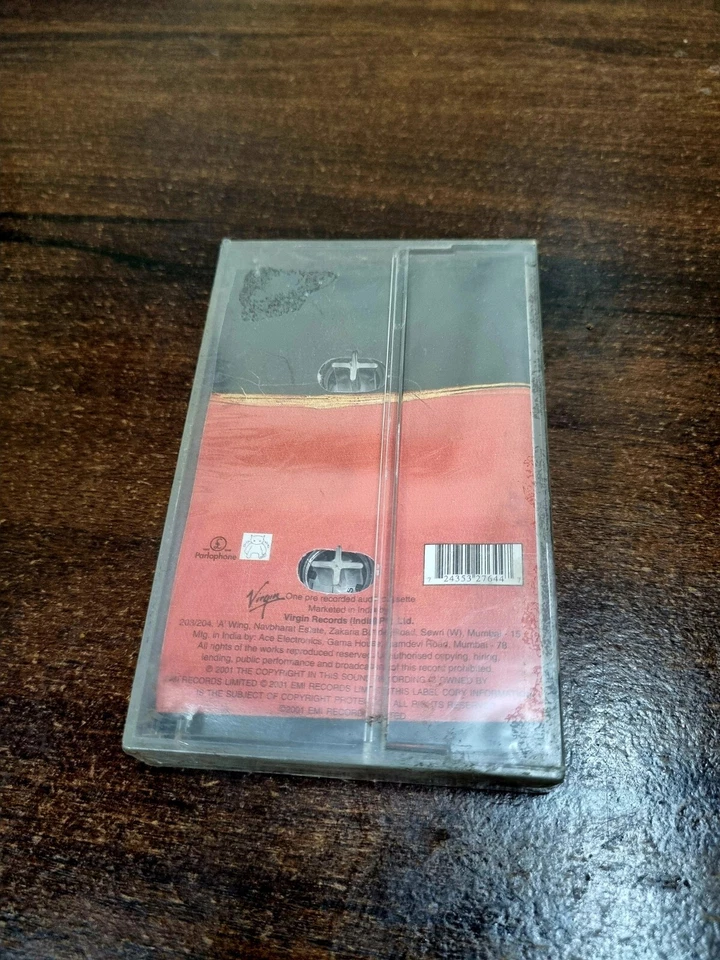 Parlophone
7 24353 27644
Virgin One pre recorded audio cassette
Marketed in India by
Virgin Records (India) Pvt. Ltd.
203/204, 'A' Wing, Navbharat Estate, Zakaria Road, Sewri (W), Mumbai - 15
Mfg. in India by: Ace Electronics, Gama House, Ramdevi Road, Mumbai - 78
All rights of the works reproduced reserved. Unauthorised copying, hiring,
lending, public performance and broadcasting of this record prohibited.
℗ 2001 THE COPYRIGHT IN THIS SOUND RECORDING IS OWNED BY
RECORDS LIMITED © 2001 EMI RECORDS LIMITED THIS LABEL COPY INFORMATION
IS THE SUBJECT OF COPYRIGHT PROTECTION ALL RIGHTS RESERVED
©2001 EMI RECORDS LIMITED